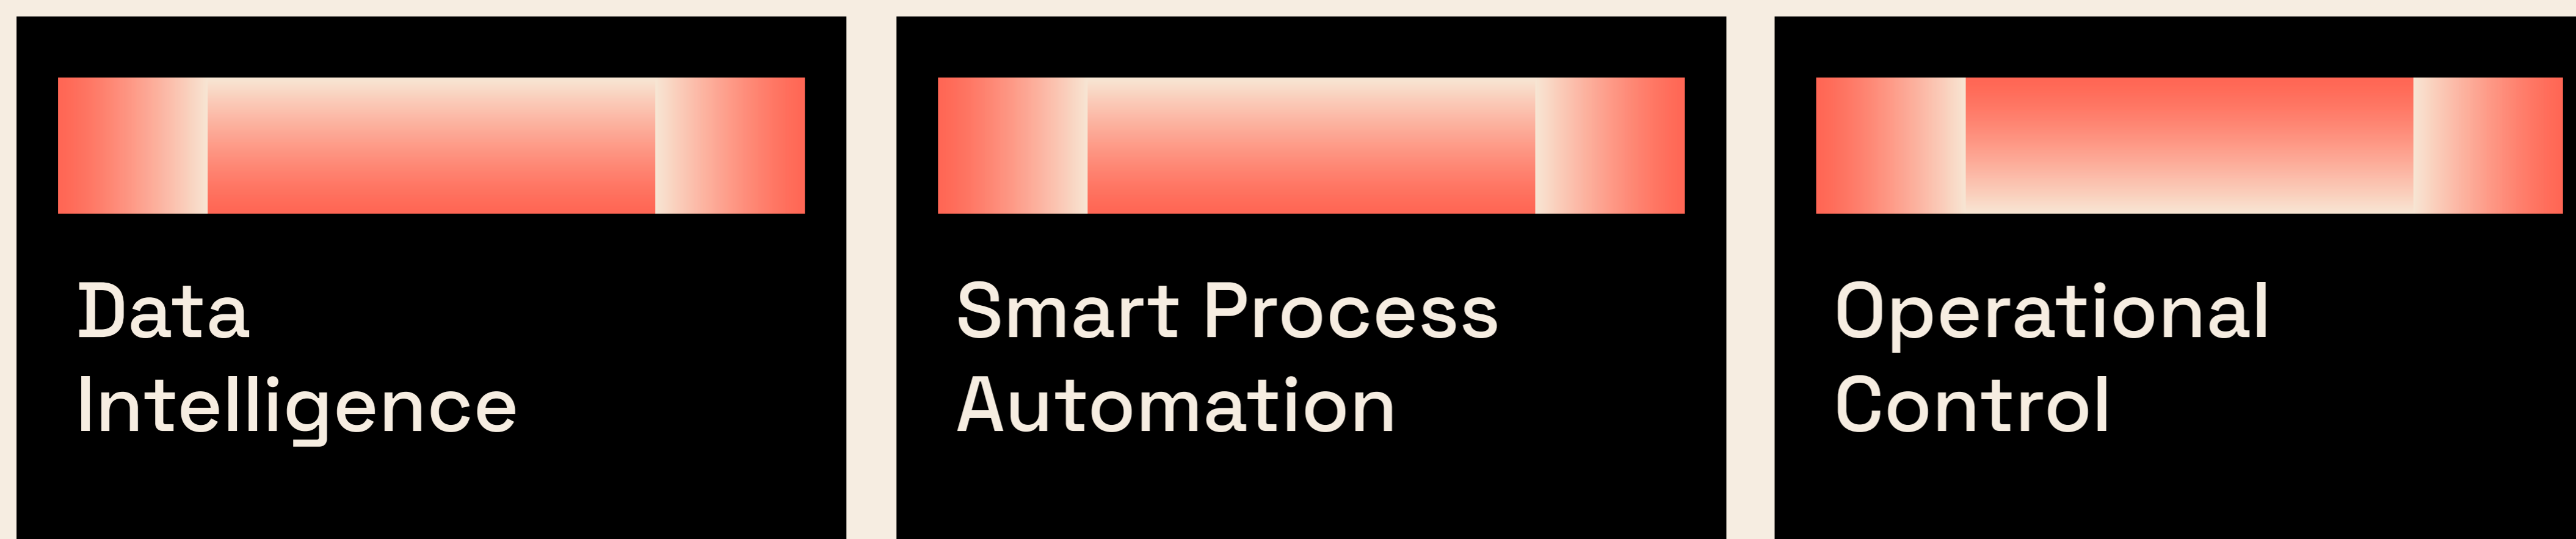 Data
Intelligence
Smart Process
Automation
Operational
Control